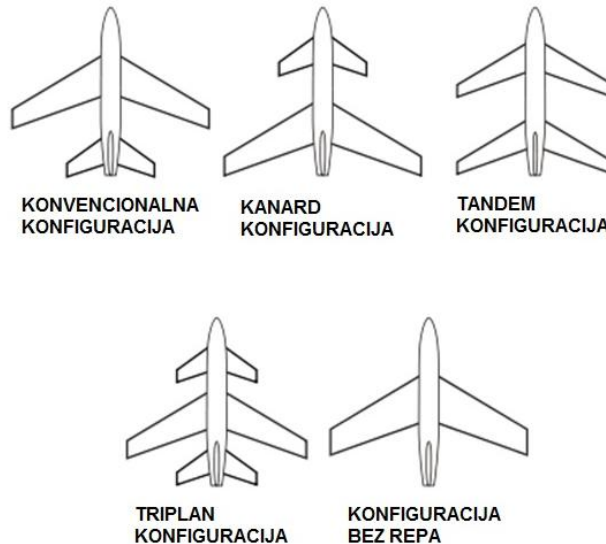 KONVENCIONALNA
KONFIGURACIJA
KANARD
KONFIGURACIJA
TANDEM
KONFIGURACIJA
TRIPLAN
KONFIGURACIJA
KONFIGURACIJA
BEZ REPA